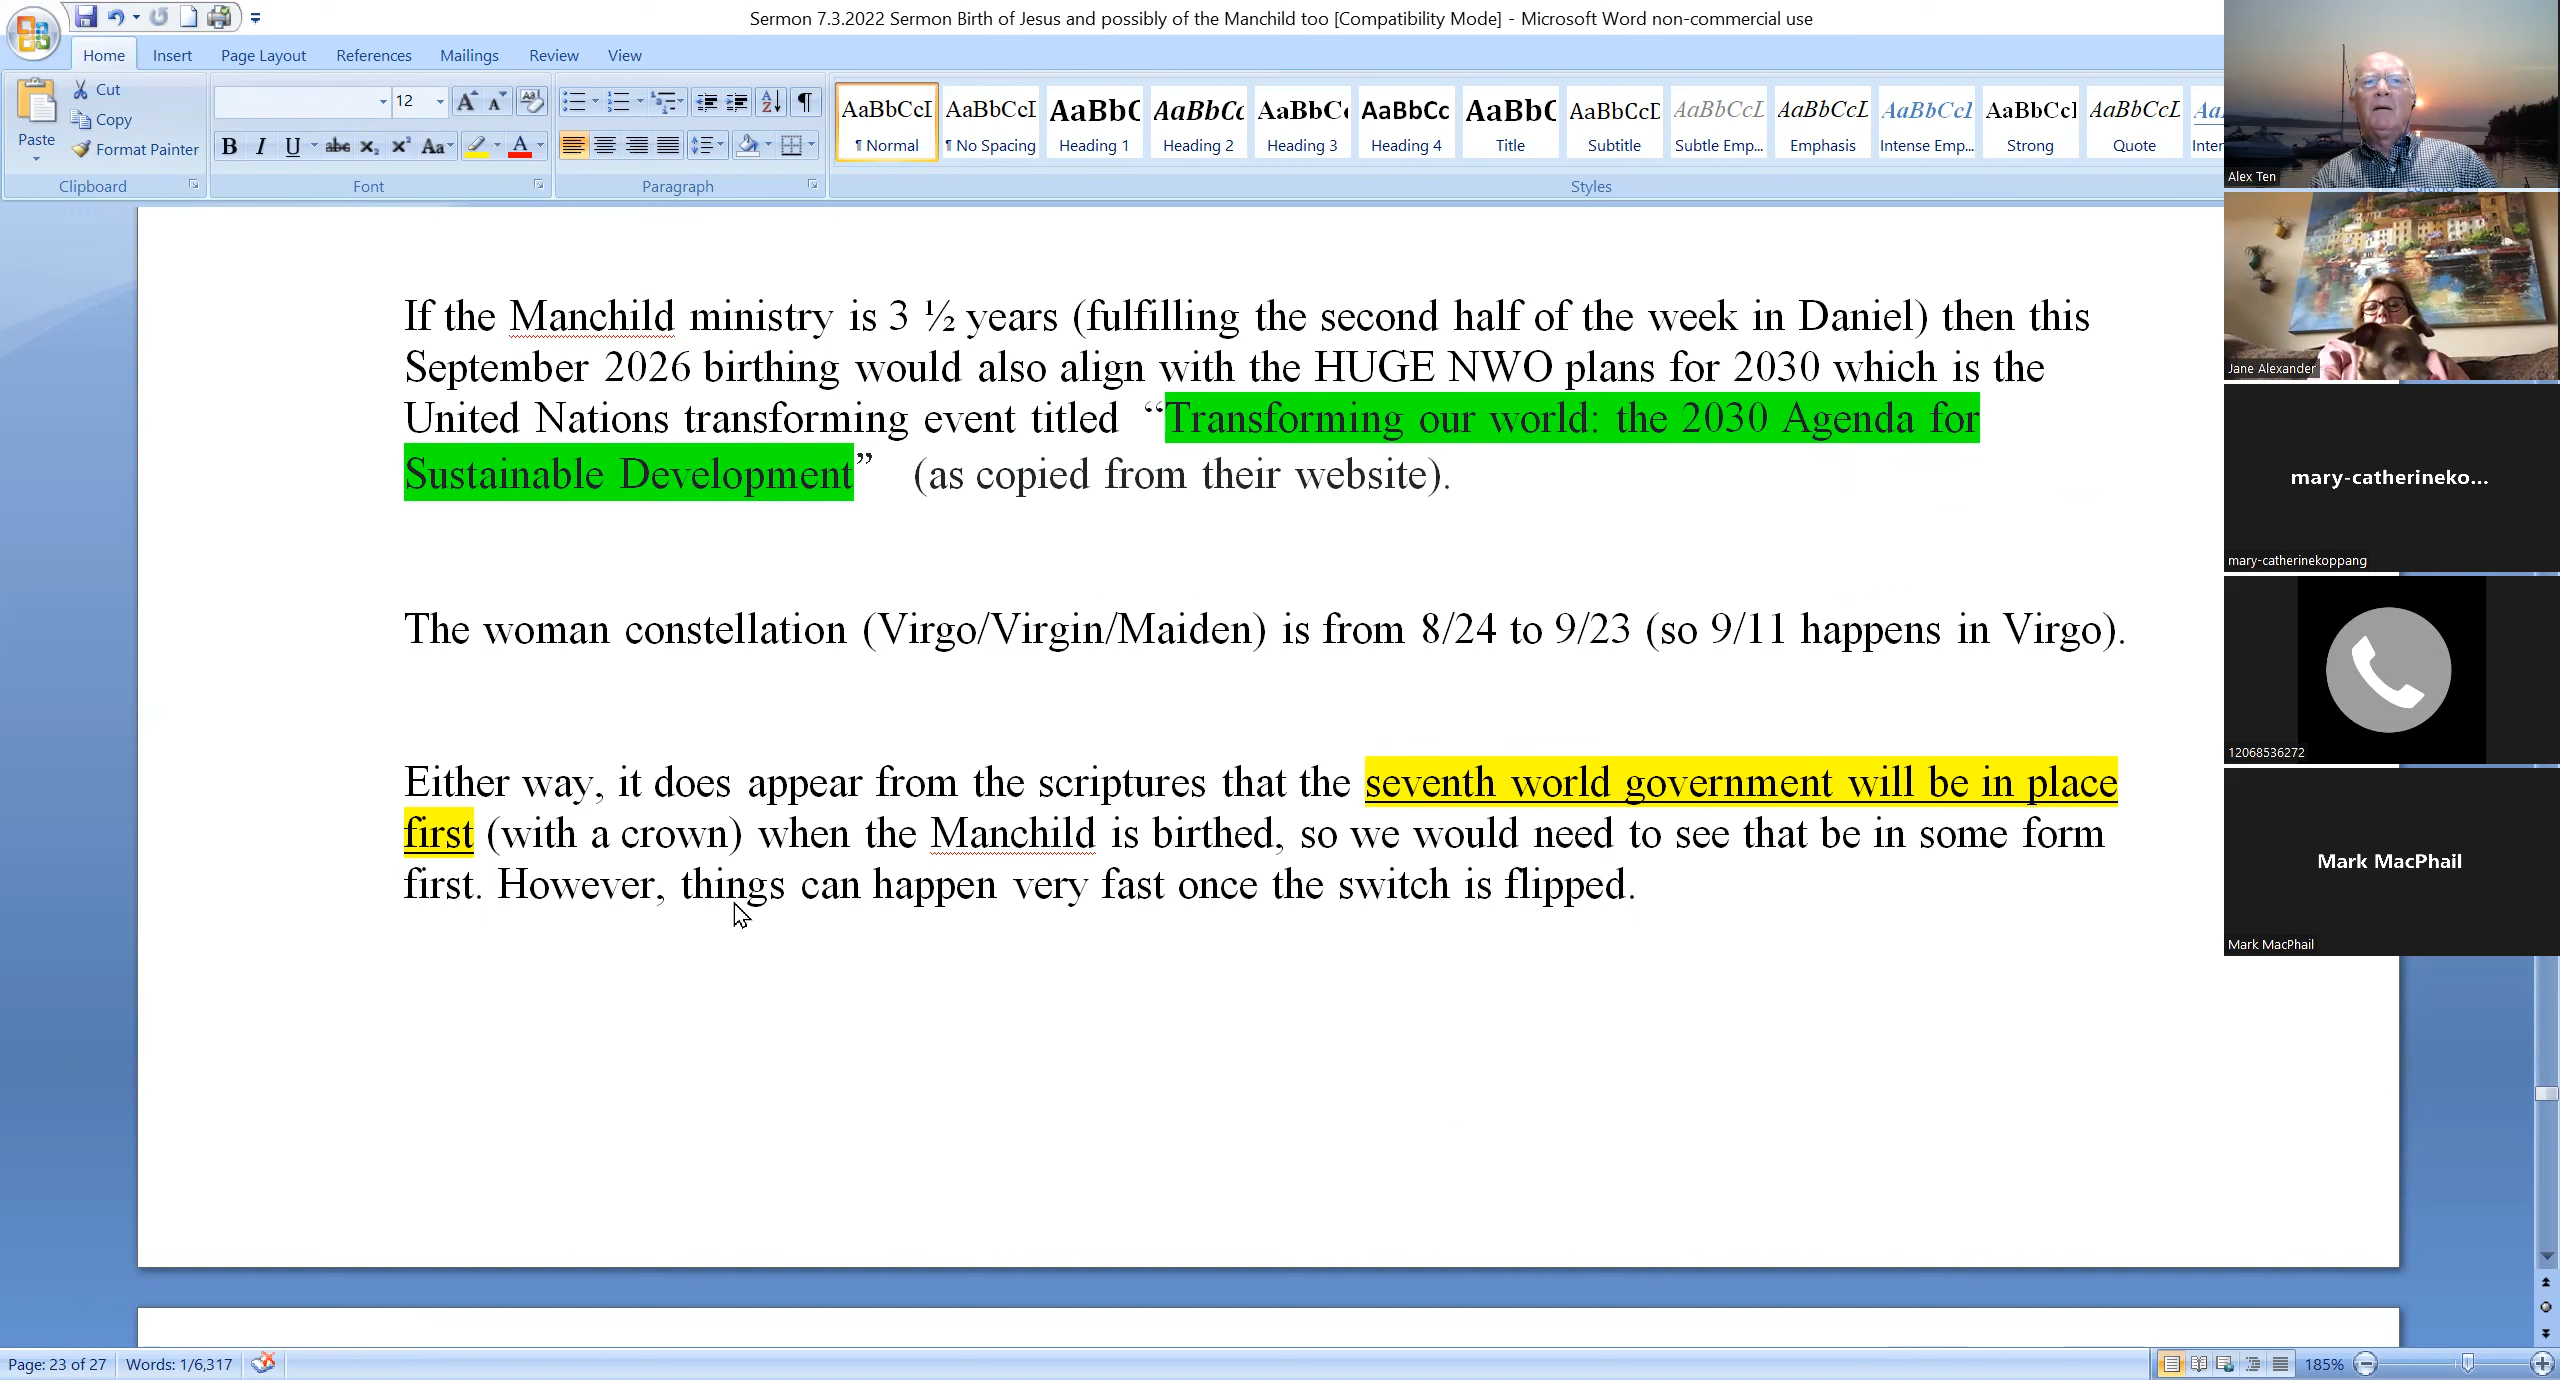 Sermon 7.3.2022 Sermon Birth of Jesus and possibly of the Manchild too [Compatibility Mode] - Microsoft Word non-commercial use
Home Insert Page Layout References Mailings Review View
Paste
Cut
Copy
Format Painter
Clipboard
12
Font
Paragraph
AaBbCcI AaBbCcI AaBbC AaBbCc AaBbCc AaBbCc AaBbC AaBbCcD AaBbCcL AaBbCcL AaBbCcI AaBbCcI AaBbCcL Aa
¶ Normal ¶ No Spacing Heading 1 Heading 2 Heading 3 Heading 4 Title Subtitle Subtle Emp... Emphasis Intense Emp... Strong Quote Inter
Styles
If the Manchild ministry is 3 ½ years (fulfilling the second half of the week in Daniel) then this
September 2026 birthing would also align with the HUGE NWO plans for 2030 which is the
United Nations transforming event titled “Transforming our world: the 2030 Agenda for
Sustainable Development” (as copied from their website).
The woman constellation (Virgo/Virgin/Maiden) is from 8/24 to 9/23 (so 9/11 happens in Virgo).
Either way, it does appear from the scriptures that the seventh world government will be in place
first (with a crown) when the Manchild is birthed, so we would need to see that be in some form
first. However, things can happen very fast once the switch is flipped.
Alex Ten
Jane Alexander
mary-catherineko...
mary-catherinekoppang
12068536272
Mark MacPhail
Mark MacPhail
Page: 23 of 27 Words: 1/6,317 185%